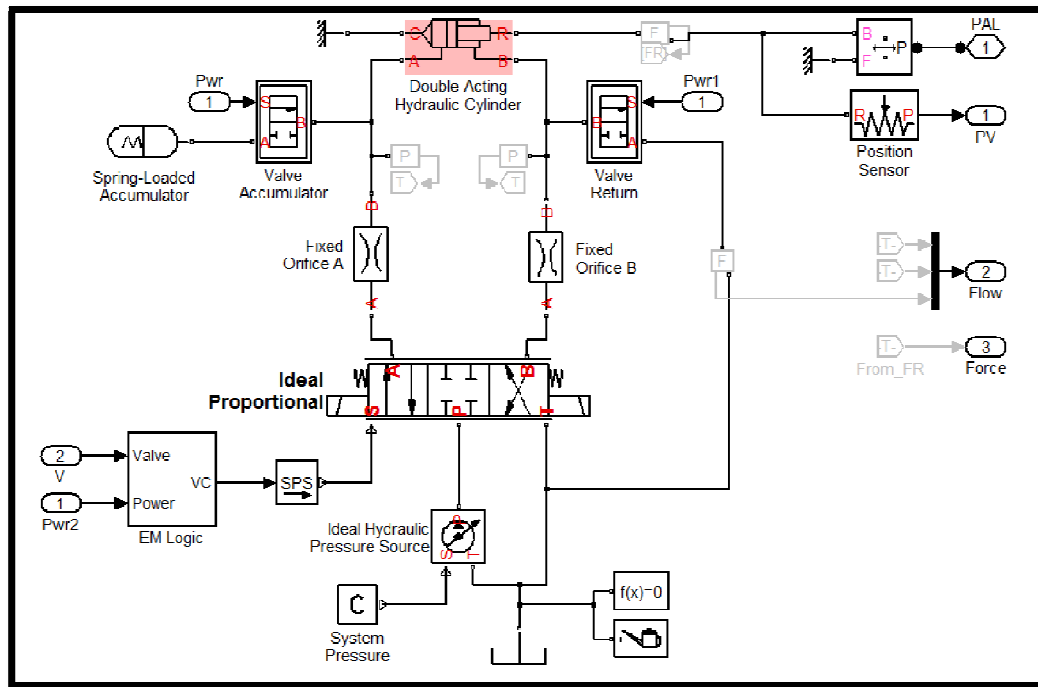 C
R
A
B
Double Acting
Hydraulic Cylinder
F
FR
B
F
P
PAL
1
Pwr
1
S
A
B
Valve
Accumulator
Spring-Loaded
Accumulator
P
T
P
T
Pwr1
1
S
B
A
Valve
Return
R
P
Position
Sensor
1
PV
B
Fixed
Orifice A
A
B
Fixed
Orifice B
A
F
-T-
-T-
2
Flow
-T-
From_FR
3
Force
Ideal
Proportional
A
B
S
P
T
2
V
1
Pwr2
Valve
Power
VC
EM Logic
SPS
Ideal Hydraulic
Pressure Source
P
S
T
C
System
Pressure
f(x)=0